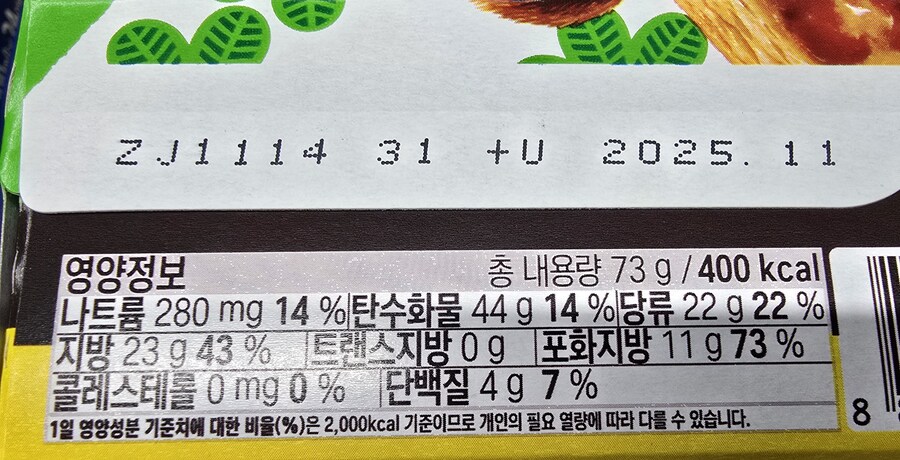 ZJ1114 31 +U 2025.11
영양정보 총 내용량 73 g / 400 kcal
나트륨 280 mg 14 % 탄수화물 44 g 14 % 당류 22 g 22 %
지방 23 g 43 % 트랜스지방 0 g 포화지방 11 g 73 %
콜레스테롤 0 mg 0 % 단백질 4 g 7 %
1일 영양성분 기준치에 대한 비율(%)은 2,000kcal 기준이므로 개인의 필요 열량에 따라 다를 수 있습니다.
8